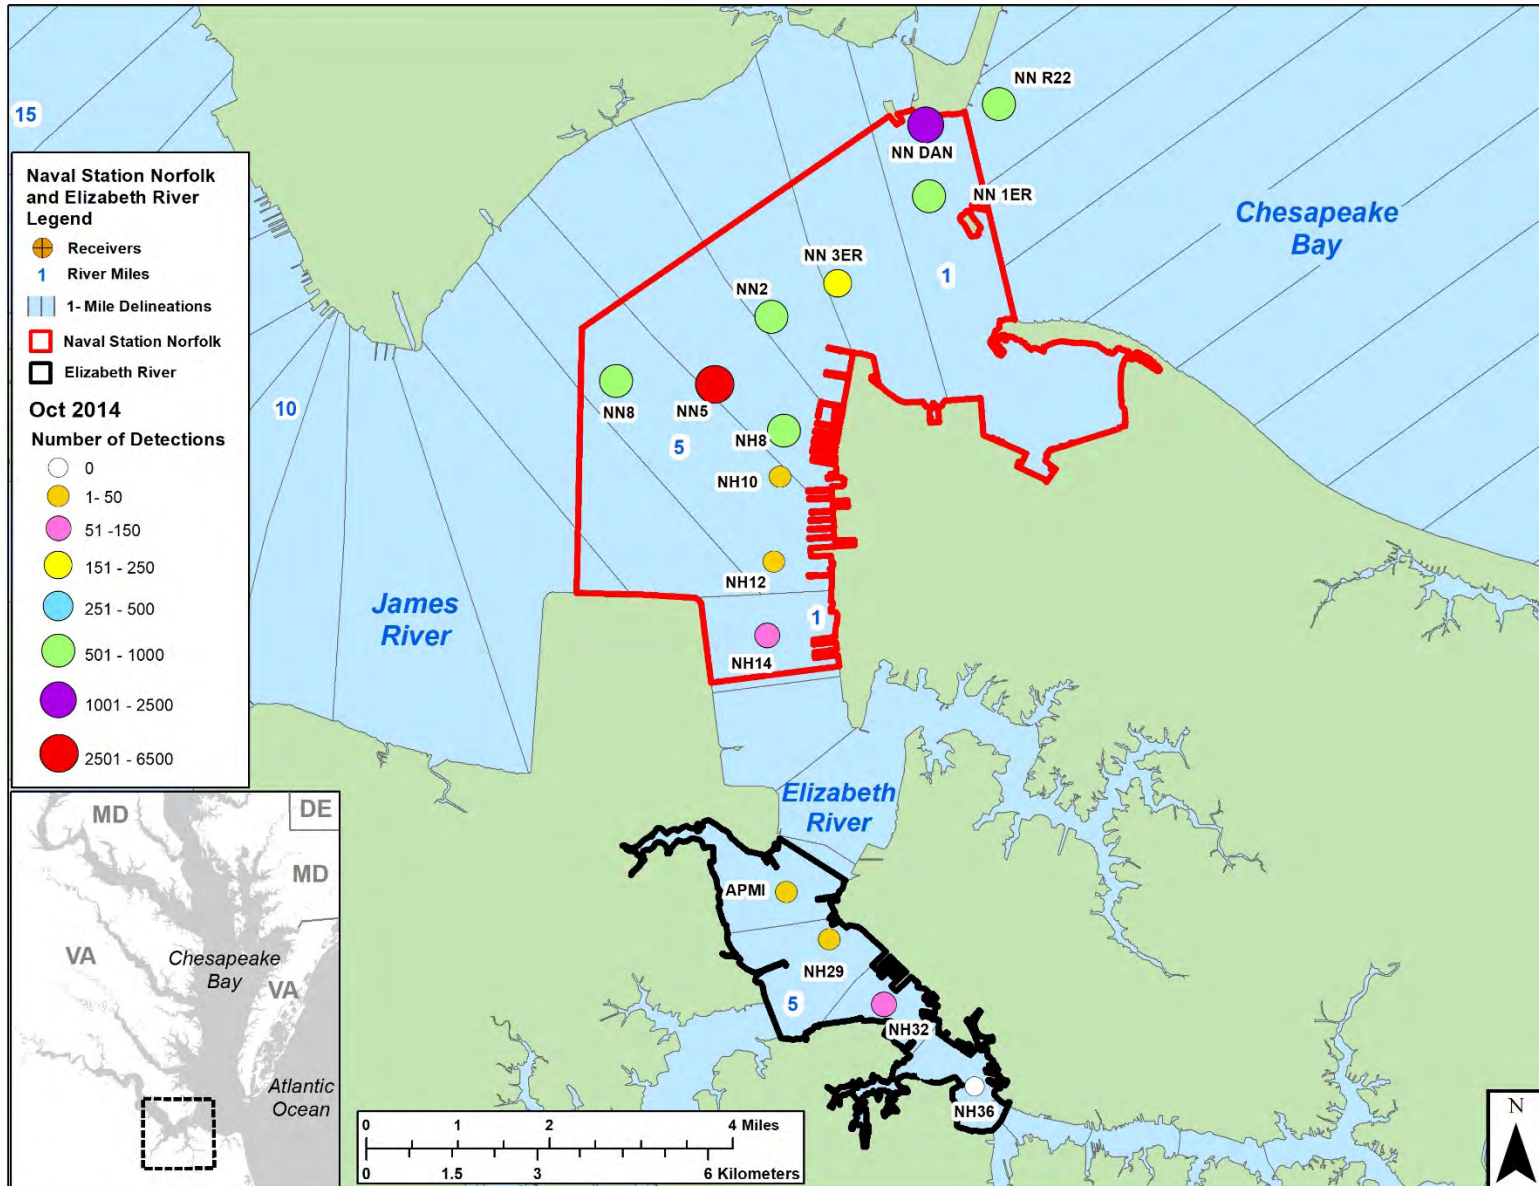 15
NN R22
NN DAN
NN 1ER
Chesapeake
Bay
1
NN 3ER
NN2
NN8
NN5
5
NH8
NH10
NH12
1
NH14
10
James
River
Elizabeth
River
APMI
NH29
5
NH32
NH36
Naval Station Norfolk
and Elizabeth River
Legend
Receivers
1 River Miles
1- Mile Delineations
Naval Station Norfolk
Elizabeth River
Oct 2014
Number of Detections
0
1- 50
51 -150
151 - 250
251 - 500
501 - 1000
1001 - 2500
2501 - 6500
MD
DE
MD
VA
Chesapeake
Bay
VA
Atlantic
Ocean
0 1 2 4 Miles
0 1.5 3 6 Kilometers
N